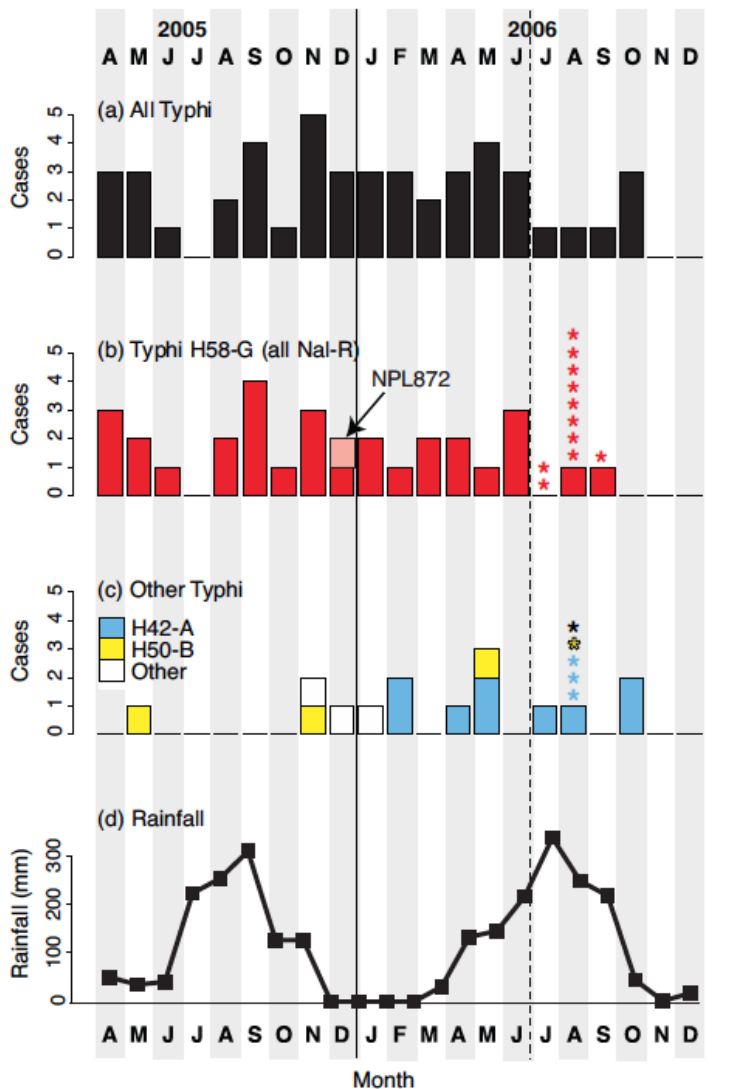 2005 2006
A M J J A S O N D J F M A M J J A S O N D
(a) All Typhi
Cases
5
4
3
2
1
0
(b) Typhi H58-G (all Nal-R)
NPL872
Cases
5
4
3
2
1
0
* * * * * * * * * * *
(c) Other Typhi
H42-A
H50-B
Other
Cases
5
4
3
2
1
0
* * * * *
(d) Rainfall
Rainfall (mm)
300
200
100
0
A M J J A S O N D J F M A M J J A S O N D
Month